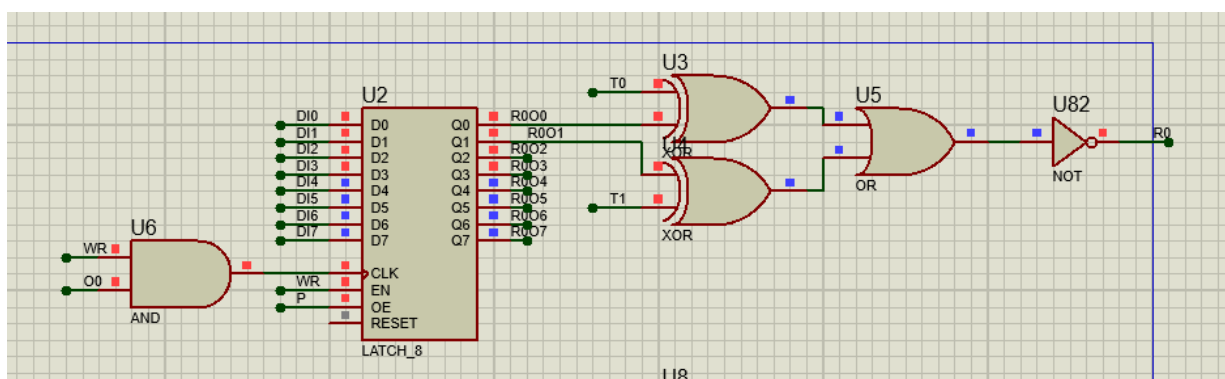 U3
T0
U2
U5
U82
DI0 D0 Q0 R0O0
DI1 D1 Q1 R0O1
DI2 D2 Q2 R0O2
DI3 D3 Q3 R0O3
DI4 D4 Q4 R0O4
DI5 D5 Q5 R0O5
DI6 D6 Q6 R0O6
DI7 D7 Q7 R0O7
R0
XOR
U4
OR
NOT
T1
XOR
U6
WR
O0
AND
CLK
WR EN
P OE
RESET
LATCH_8
U8